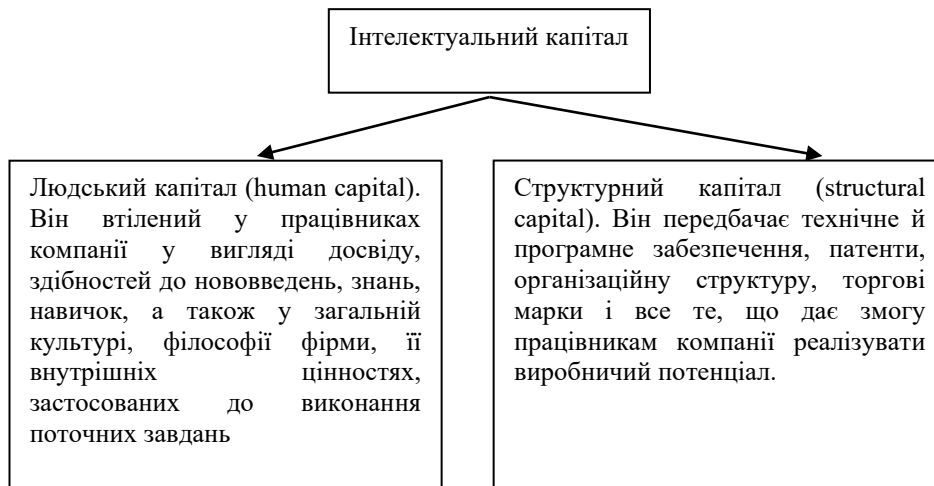 Інтелектуальний капітал
Людський капітал (human capital).
Він втілений у працівниках
компанії у вигляді досвіду,
здібностей до нововведень, знань,
навичок, а також у загальній
культурі, філософії фірми, її
внутрішніх цінностях,
застосованих до виконання
поточних завдань
Структурний капітал (structural
capital). Він передбачає технічне й
програмне забезпечення, патенти,
організаційну структуру, торгові
марки і все те, що дає змогу
працівникам компанії реалізувати
виробничий потенціал.